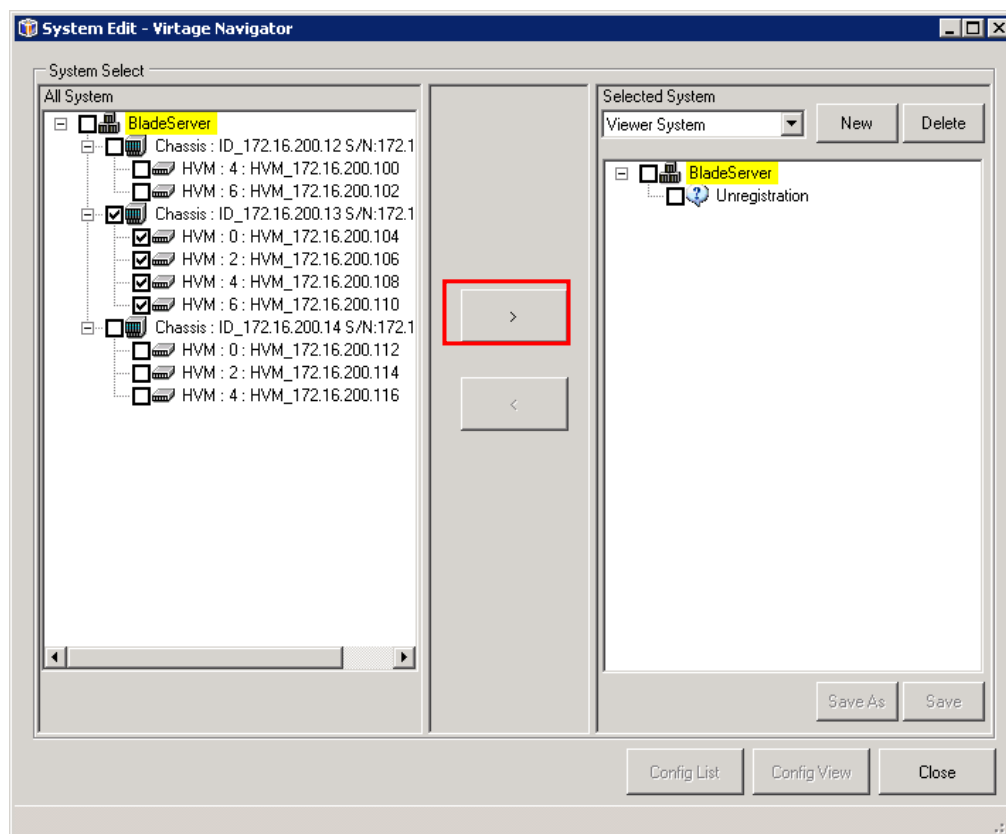 System Edit - Virtage Navigator
System Select
All System
BladeServer
Chassis : ID_172.16.200.12 S/N:172.1
HVM : 4 : HVM_172.16.200.100
HVM : 6 : HVM_172.16.200.102
Chassis : ID_172.16.200.13 S/N:172.1
HVM : 0 : HVM_172.16.200.104
HVM : 2 : HVM_172.16.200.106
HVM : 4 : HVM_172.16.200.108
HVM : 6 : HVM_172.16.200.110
Chassis : ID_172.16.200.14 S/N:172.1
HVM : 0 : HVM_172.16.200.112
HVM : 2 : HVM_172.16.200.114
HVM : 4 : HVM_172.16.200.116
>
<
Selected System
Viewer System
New
Delete
BladeServer
Unregistration
Save As
Save
Config List
Config View
Close